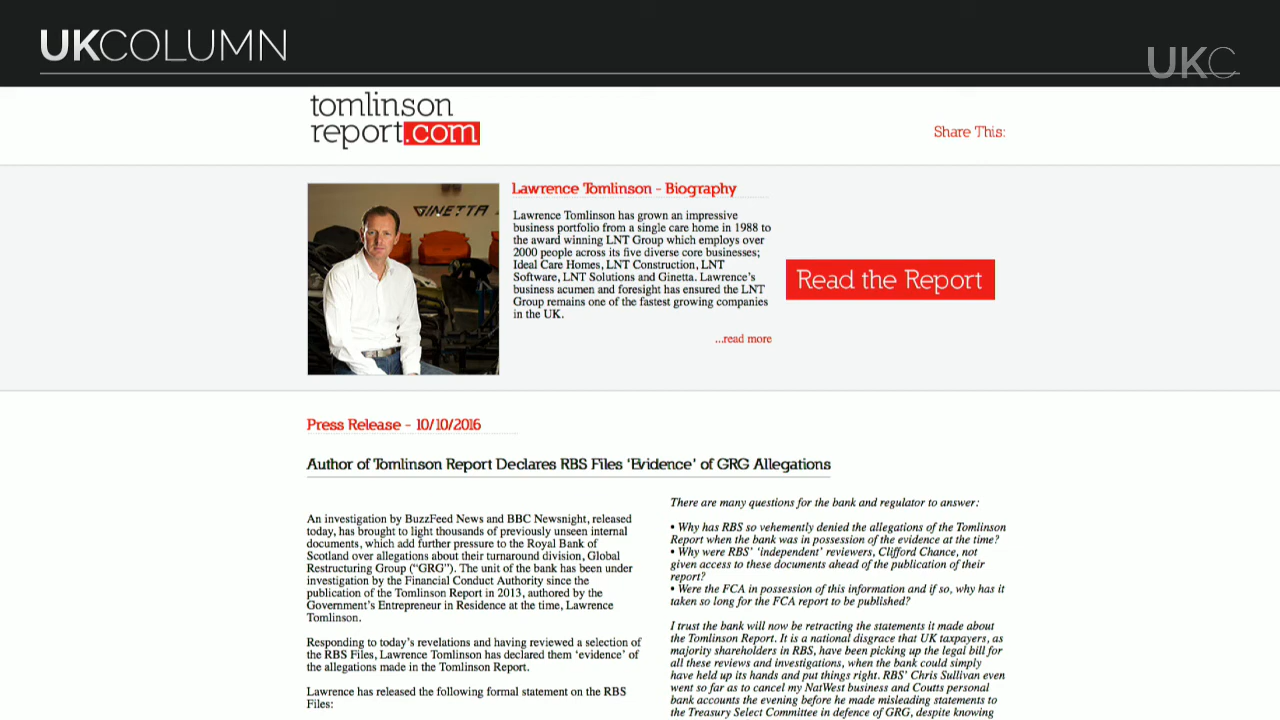 UKCOLUMN
UKC
tomlinson
report.com
Share This:
GINETTA
Lawrence Tomlinson - Biography
Lawrence Tomlinson has grown an impressive
business portfolio from a single care home in 1988 to
the award winning LNT Group which employs over
2000 people across its five diverse core businesses;
Ideal Care Homes, LNT Construction, LNT
Software, LNT Solutions and Ginetta. Lawrence's
business acumen and foresight has ensured the LNT
Group remains one of the fastest growing companies
in the UK.
...read more
Read the Report
Press Release - 10/10/2016
Author of Tomlinson Report Declares RBS Files 'Evidence' of GRG Allegations
An investigation by BuzzFeed News and BBC Newsnight, released
today, has brought to light thousands of previously unseen internal
documents, which add further pressure to the Royal Bank of
Scotland over allegations about their turnaround division, Global
Restructuring Group ("GRG"). The unit of the bank has been under
investigation by the Financial Conduct Authority since the
publication of the Tomlinson Report in 2013, authored by the
Government's Entrepreneur in Residence at the time, Lawrence
Tomlinson.
Responding to today's revelations and having reviewed a selection of
the RBS Files, Lawrence Tomlinson has declared them 'evidence' of
the allegations made in the Tomlinson Report.
Lawrence has released the following formal statement on the RBS
Files:
There are many questions for the bank and regulator to answer:
• Why has RBS so vehemently denied the allegations of the Tomlinson
Report when the bank was in possession of the evidence at the time?
• Why were RBS' 'independent' reviewers, Clifford Chance, not
given access to these documents ahead of the publication of their
report?
• Were the FCA in possession of this information and if so, why has it
taken so long for the FCA report to be published?
I trust the bank will now be retracting the statements it made about
the Tomlinson Report. It is a national disgrace that UK taxpayers, as
majority shareholders in RBS, have been picking up the legal bill for
all these reviews and investigations, when the bank could simply
have held up its hands and put things right. RBS' Chris Sullivan even
went so far as to cancel my NatWest business and Coutts personal
bank accounts the evening before he made misleading statements to
the Treasury Select Committee in defence of GRG, despite knowing